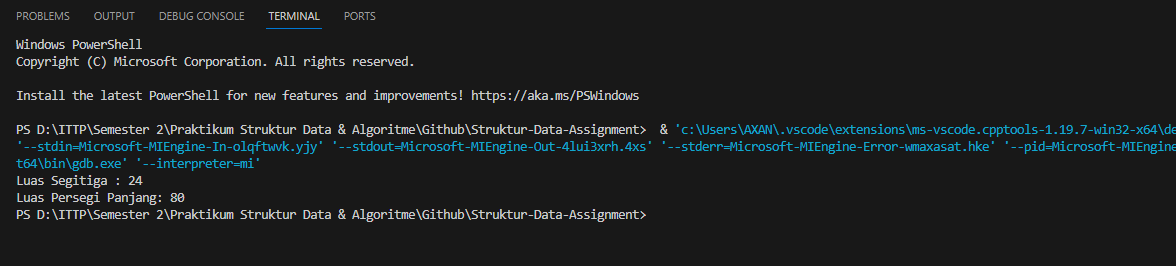 PROBLEMS OUTPUT DEBUG CONSOLE TERMINAL PORTS
Windows PowerShell
Copyright (C) Microsoft Corporation. All rights reserved.
Install the latest PowerShell for new features and improvements! https://aka.ms/PSWindows
PS D:\ITTP\Semester 2\Praktikum Struktur Data & Algoritme\Github\Struktur-Data-Assignment>  & 'c:\Users\AXAN\.vscode\extensions\ms-vscode.cpptools-1.19.7-win32-x64\de
'--stdin=Microsoft-MIEngine-In-olqftwvk.yjy' '--stdout=Microsoft-MIEngine-Out-4lui3xrh.4xs' '--stderr=Microsoft-MIEngine-Error-wmaxasat.hke' '--pid=Microsoft-MIEngine
t64\bin\gdb.exe' '--interpreter=mi'
Luas Segitiga : 24
Luas Persegi Panjang: 80
PS D:\ITTP\Semester 2\Praktikum Struktur Data & Algoritme\Github\Struktur-Data-Assignment>